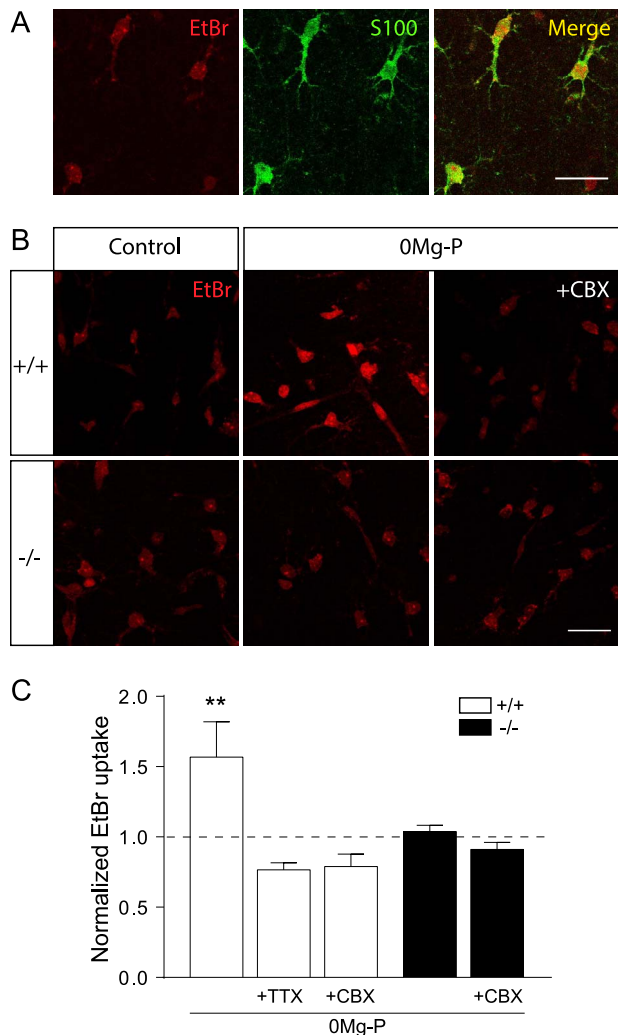 A
EtBr
S100
Merge
B
Control
0Mg-P
EtBr
+CBX
+/+
-/-
C
Normalized EtBr uptake
2.0
1.5
1.0
0.5
0.0
**
+/+
-/-
+TTX
+CBX
+CBX
0Mg-P